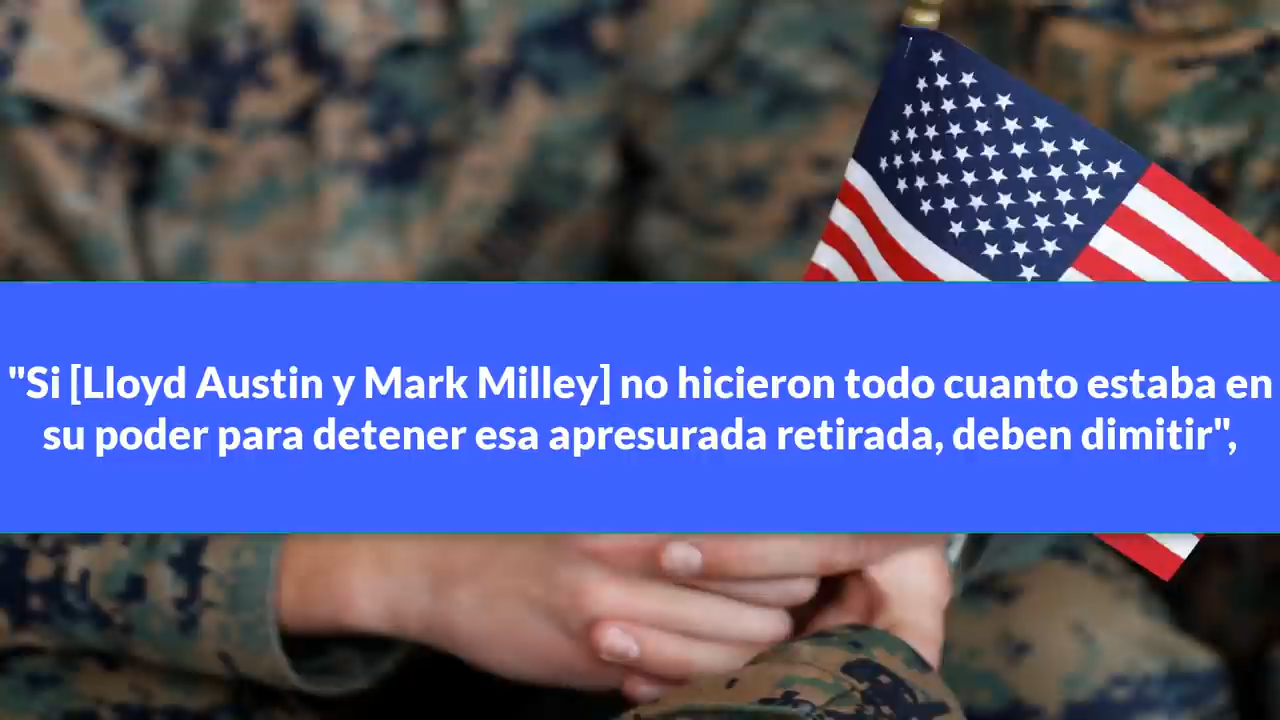 "Si [Lloyd Austin y Mark Milley] no hicieron todo cuanto estaba en
su poder para detener esa apresurada retirada, deben dimitir",